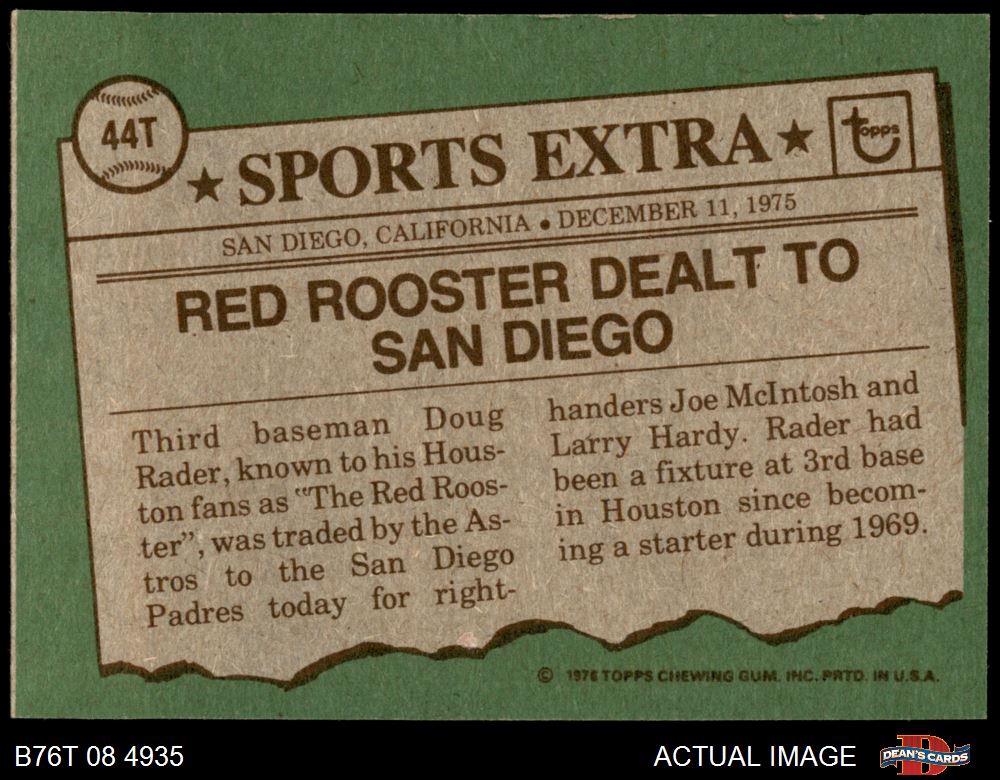 44T
★ SPORTS EXTRA ★
topps
SAN DIEGO, CALIFORNIA • DECEMBER 11, 1975
RED ROOSTER DEALT TO
SAN DIEGO
Third baseman Doug
Rader, known to his Hous-
ton fans as "The Red Roos-
ter", was traded by the As-
tros to the San Diego
Padres today for right-
handers Joe McIntosh and
Larry Hardy. Rader had
been a fixture at 3rd base
in Houston since becom-
ing a starter during 1969.
© 1976 TOPPS CHEWING GUM, INC. PRTD. IN U.S.A.
B76T 08 4935
ACTUAL IMAGE
D
DEAN'S CARDS